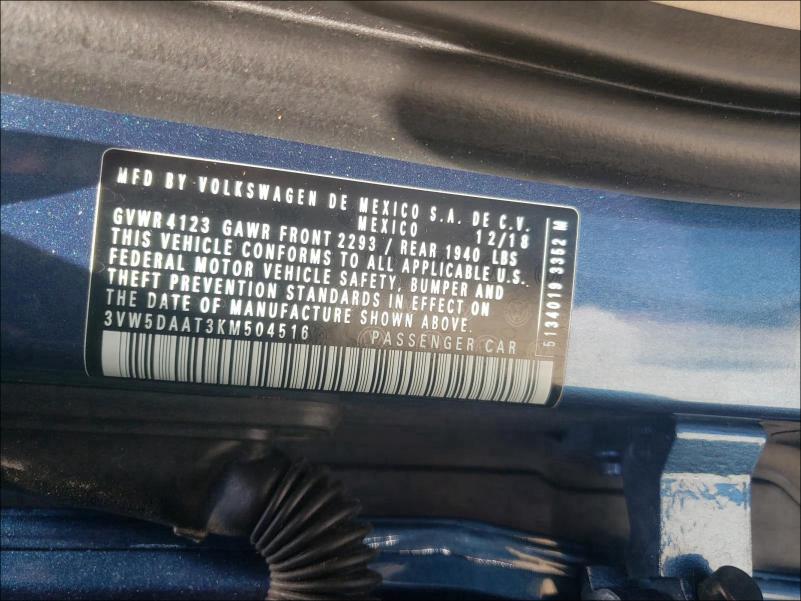 MFD BY VOLKSWAGEN DE MEXICO S.A. DE C.V.
MEXICO 12/18
GVWR 4123 GAWR FRONT 2293 / REAR 1940 LBS
THIS VEHICLE CONFORMS TO ALL APPLICABLE U.S.
FEDERAL MOTOR VEHICLE SAFETY, BUMPER AND
THEFT PREVENTION STANDARDS IN EFFECT ON
THE DATE OF MANUFACTURE SHOWN ABOVE.
3VW5DAAT3KM504516 PASSENGER CAR
5134019 3352 M